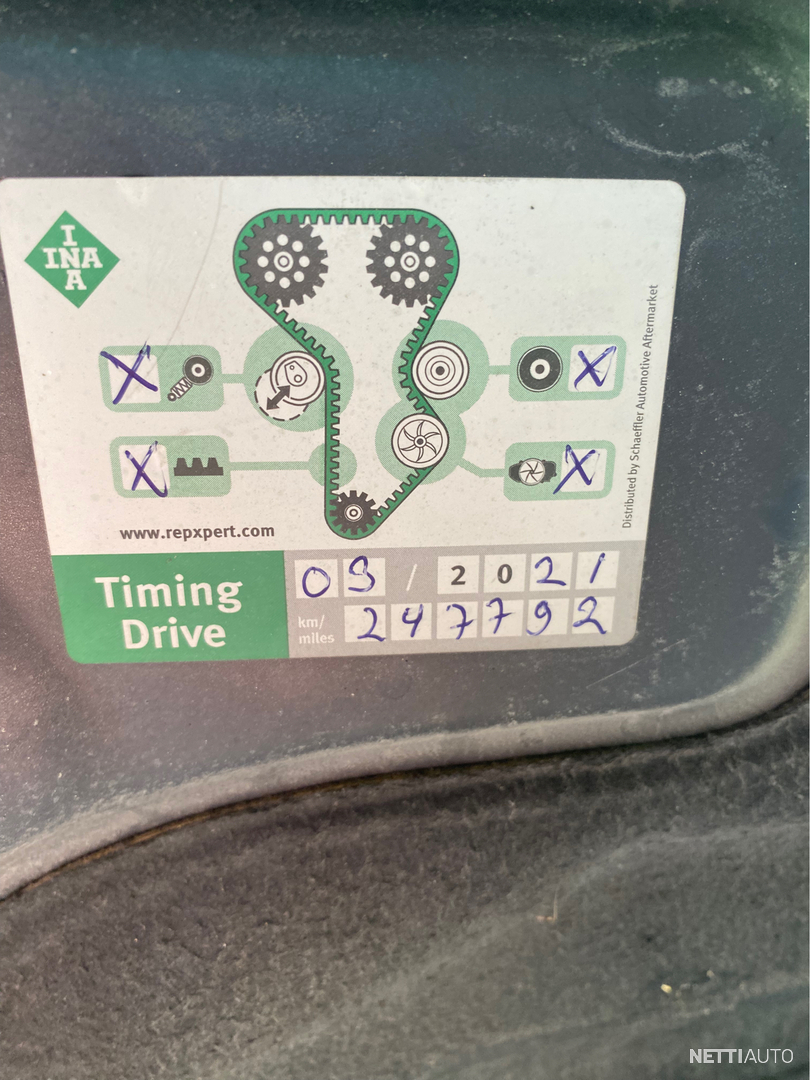 I
INA
A
X
X
X
X
Distributed by Schaeffler Automotive Aftermarket
www.repxpert.com
Timing
Drive
09 / 2021
km/
miles
247792
NETTIAUTO